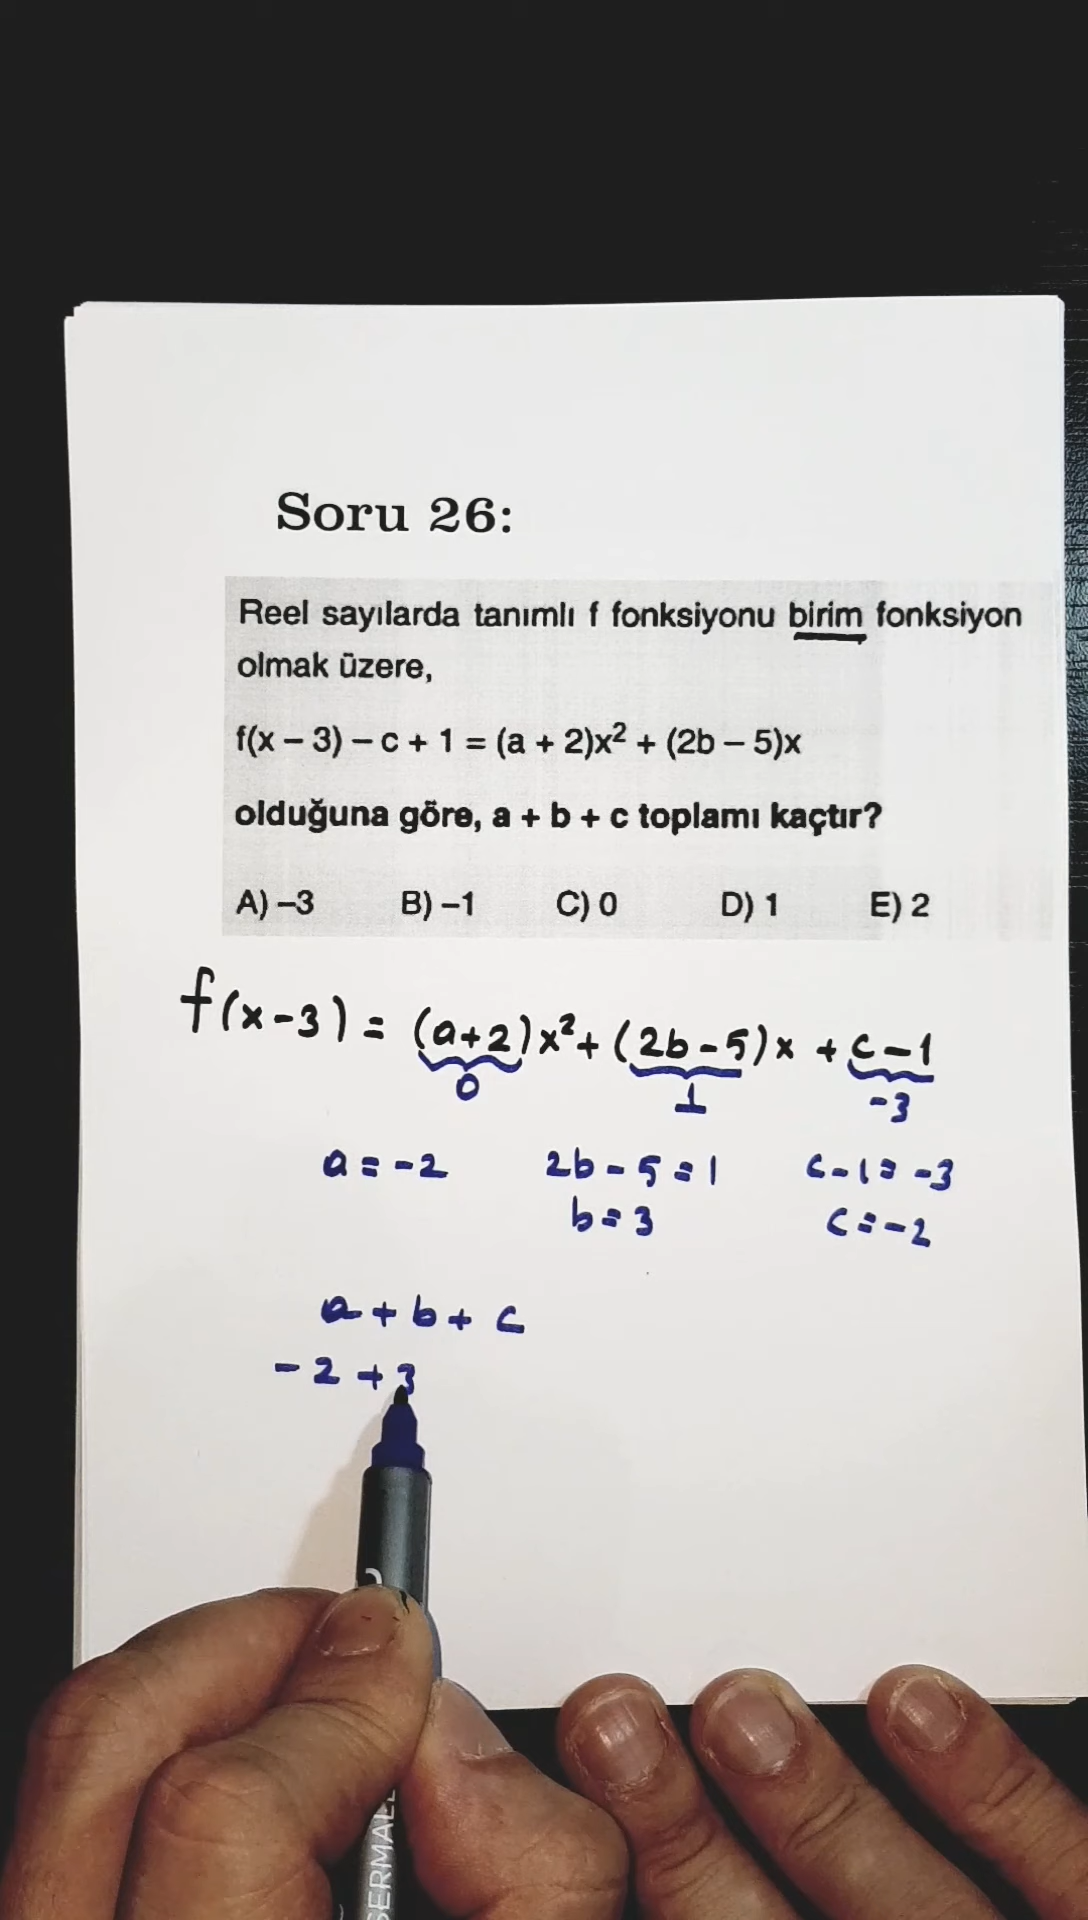 Soru 26:
Reel sayılarda tanımlı f fonksiyonu birim fonksiyon
olmak üzere,
f(x – 3) – c + 1 = (a + 2)x² + (2b – 5)x
olduğuna göre, a + b + c toplamı kaçtır?
A) –3 B) –1 C) 0 D) 1 E) 2
f(x-3) = (a+2)x² + (2b-5)x + c-1
0 1 -3
a = -2 2b - 5 = 1 c-1 = -3
b = 3 c = -2
a + b + c
-2 + 3